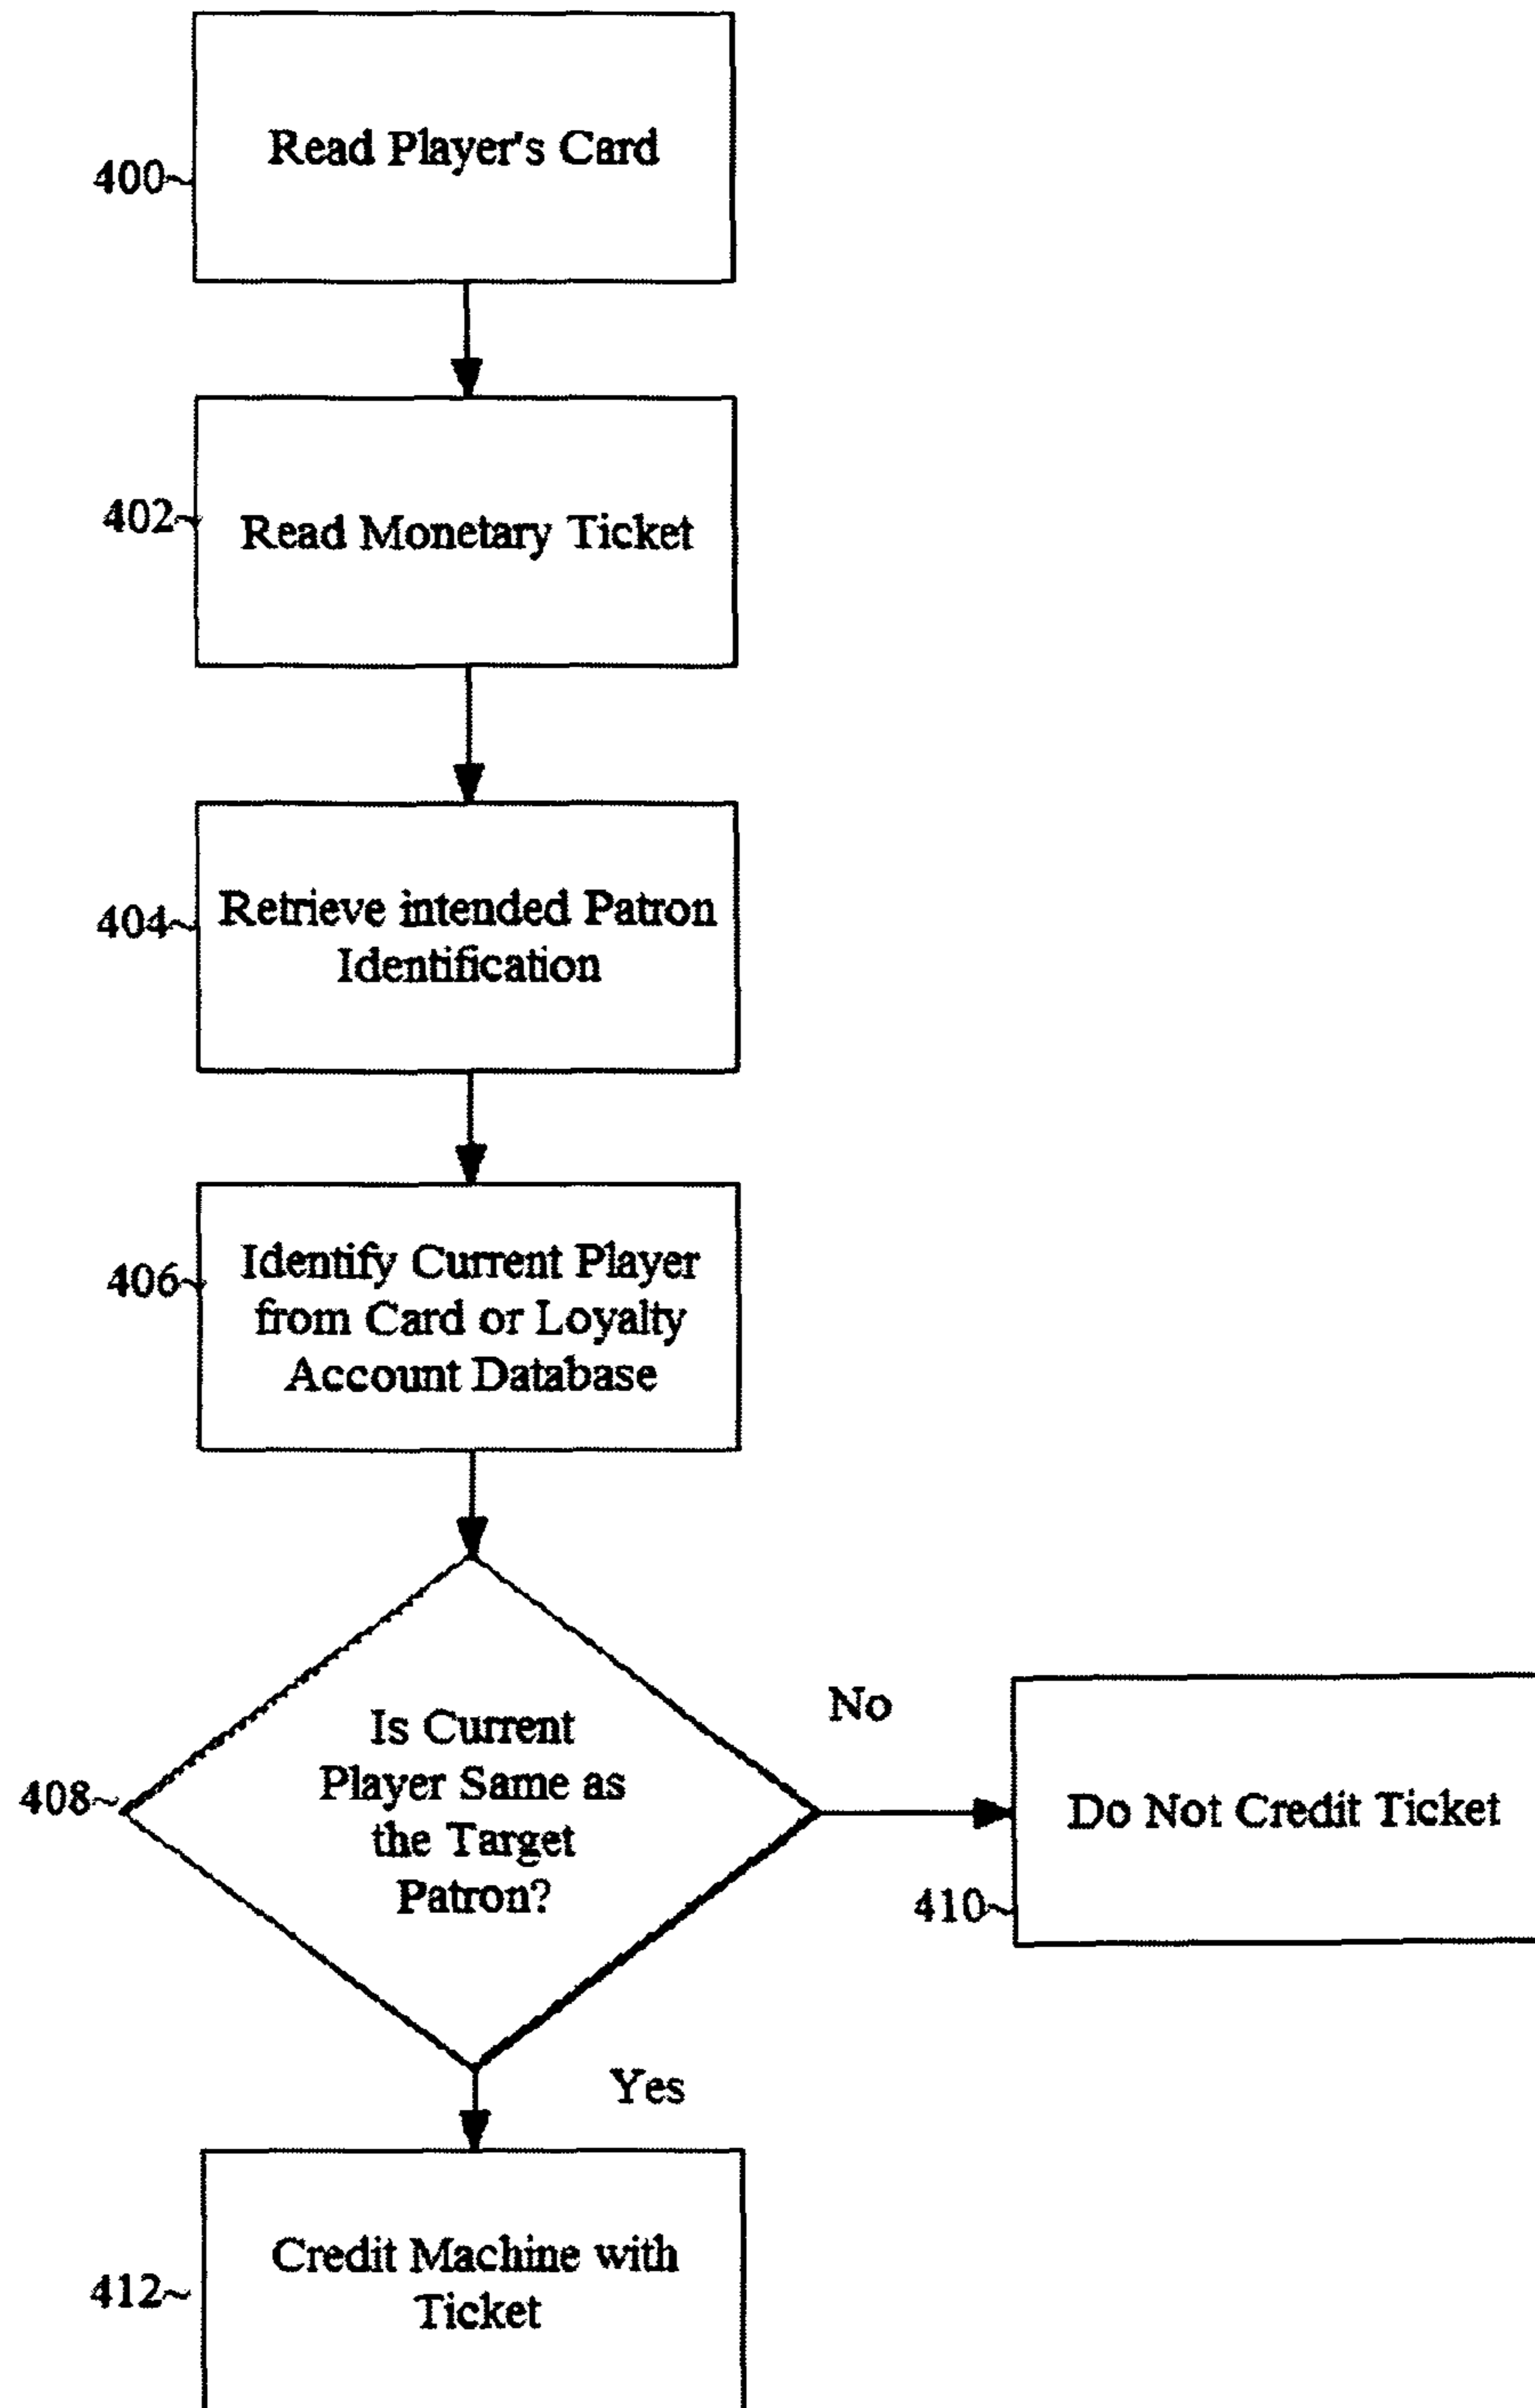 Read Player's Card
400~
Read Monetary Ticket
402~
Retrieve intended Patron
Identification
404~
Identify Current Player
from Card or Loyalty
Account Database
406~
Is Current
Player Same as
the Target
Patron?
408~
No
Do Not Credit Ticket
410~
Yes
Credit Machine with
Ticket
412~